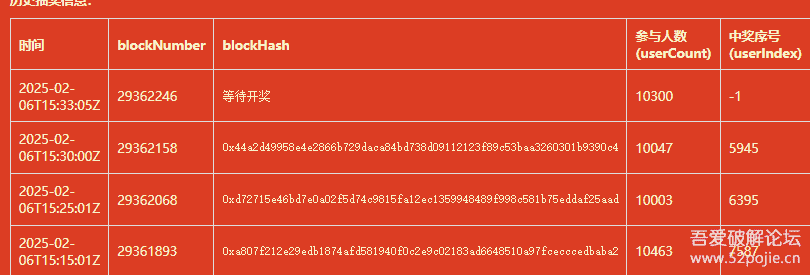 历史抽奖信息:
时间 blockNumber blockHash 参与人数 (userCount) 中奖序号 (userIndex)
2025-02-06T15:33:05Z 29362246 等待开奖 10300 -1
2025-02-06T15:30:00Z 29362158 0x44a2d49958e4e2866b729daca84bd738d09112123f89c53baa3260301b9390c4 10047 5945
2025-02-06T15:25:01Z 29362068 0xd72715e46bd7e0a02f5d74c9815fa12ec1359948489f998c581b75eddaf25aad 10003 6395
2025-02-06T15:15:01Z 29361893 0xa807f212e29edb1874afd581940f0c2e9c02183ad6648510a97fceccedbaba2 10463 7587
吾爱破解论坛
www.52pojie.cn